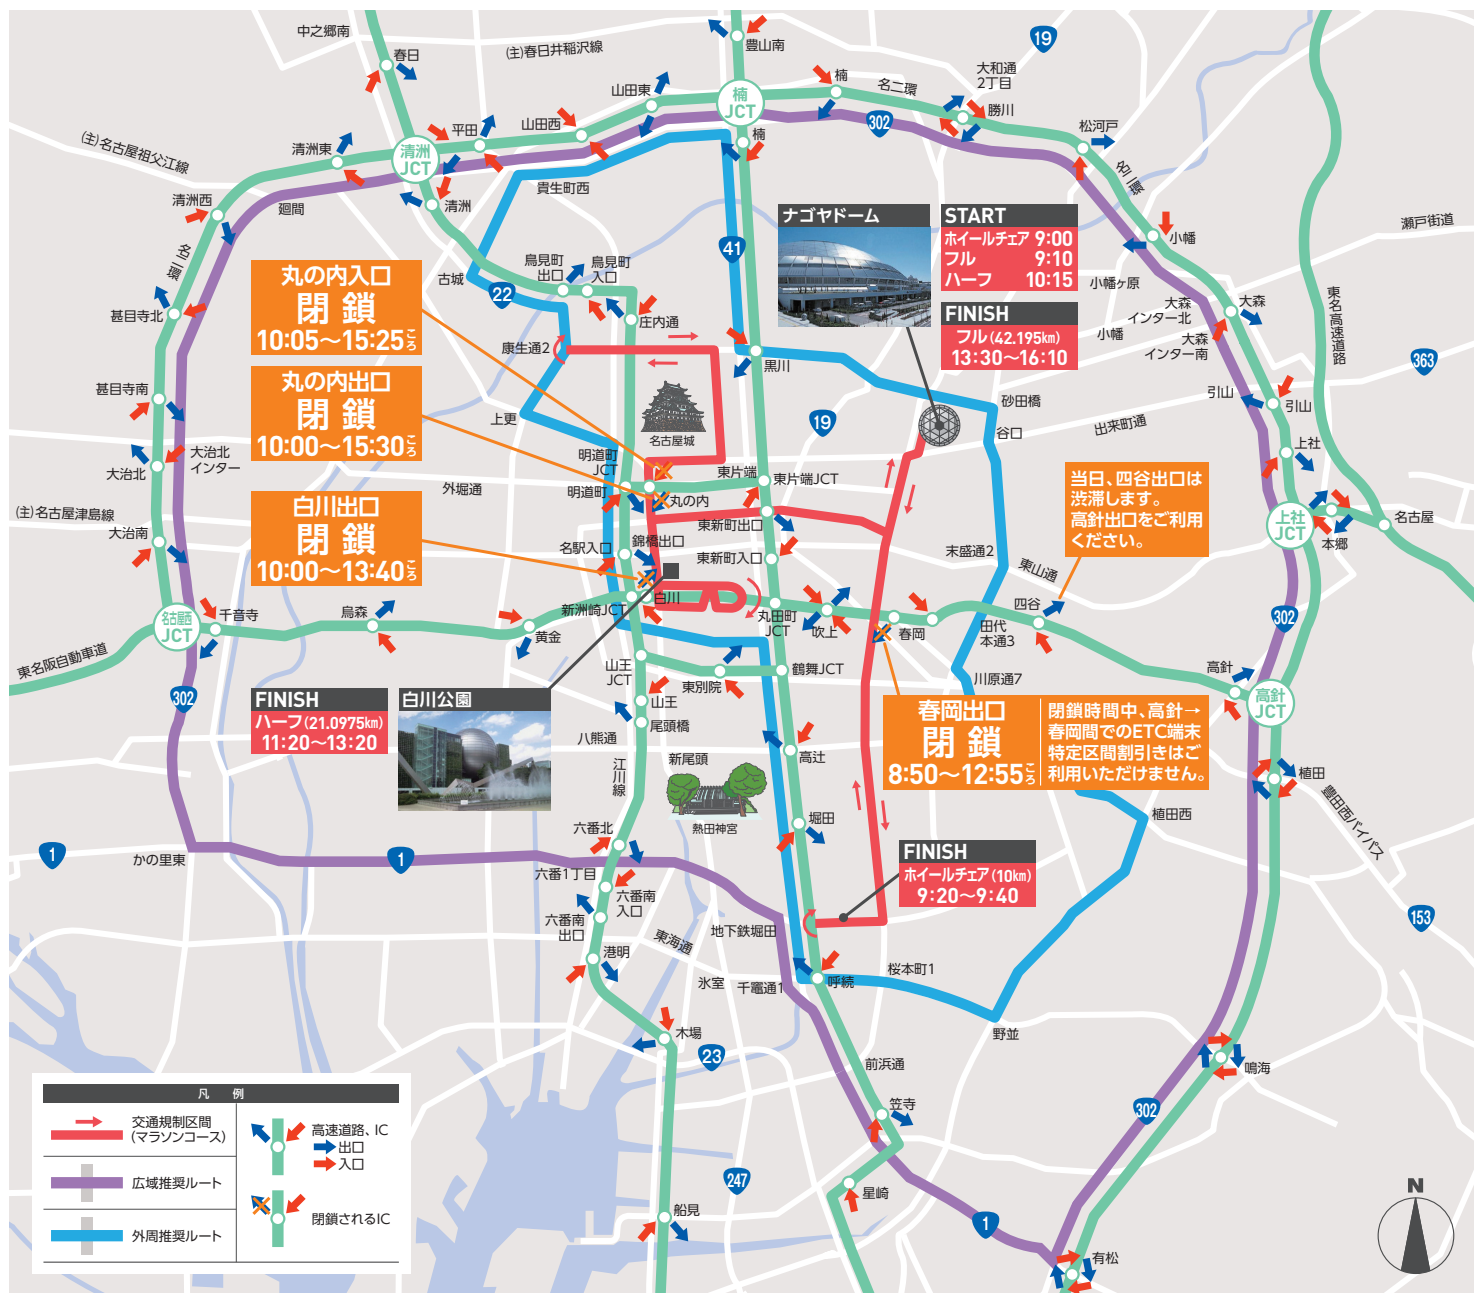 中之郷南
春日
(主)春日井稲沢線
豊山南
19
大和通
2丁目
楠
JCT
楠
名二環
山田東
302
勝川
松河戸
名二環
楠
平田
山田西
清洲東
(主)名古屋祖父江線
清洲
JCT
清洲
貴生町西
清洲西
廻間
名二環
甚目寺北
甚目寺南
大治北
インター
大治北
(主)名古屋津島線
大治南
名古屋西
JCT
東名阪自動車道
千音寺
烏森
黄金
302
かの里東
1
1
丸の内入口
閉 鎖
10:05〜15:25ころ
丸の内出口
閉 鎖
10:00〜15:30ころ
白川出口
閉 鎖
10:00〜13:40ころ
古城
22
鳥見町
出口
鳥見町
入口
庄内通
康生通2
上更
41
黒川
名古屋城
明道町
JCT
明道町
外堀通
丸の内
東片端
東片端JCT
東新町出口
東新町入口
名駅入口
錦橋出口
新洲崎JCT
白川
丸田町
JCT
吹上
春岡
ナゴヤドーム
START
ホイールチェア 9:00
フル 9:10
ハーフ 10:15
FINISH
フル(42.195km)
13:30〜16:10
小幡
小幡ヶ原
小幡
瀬戸街道
大森
インター北
大森
大森
インター南
東名高速道路
363
引山
引山
上社
上社
JCT
本郷
名古屋
19
砂田橋
谷口
出来町通
当日、四谷出口は
渋滞します。
高針出口をご利用
ください。
末盛通2
東山通
四谷
田代
本通3
川原通7
302
高針
高針
JCT
植田
豊田西バイパス
植田西
153
春岡出口
閉 鎖
8:50〜12:55ころ
閉鎖時間中、高針→
春岡間でのETC端末
特定区間割引きはご
利用いただけません。
FINISH
ハーフ(21.0975km)
11:20〜13:20
白川公園
山王
JCT
山王
尾頭橋
東別院
鶴舞JCT
八熊通
江川線
新尾頭
熱田神宮
高辻
堀田
六番北
六番1丁目
六番南
入口
六番南
出口
東海通
港明
氷室
千竈通1
地下鉄堀田
FINISH
ホイールチェア(10km)
9:20〜9:40
呼続
桜本町1
野並
木場
23
前浜通
笠寺
星崎
247
船見
鳴海
302
1
有松
N
凡 例
交通規制区間
(マラソンコース)
広域推奨ルート
外周推奨ルート
高速道路、IC
出口
入口
閉鎖されるIC